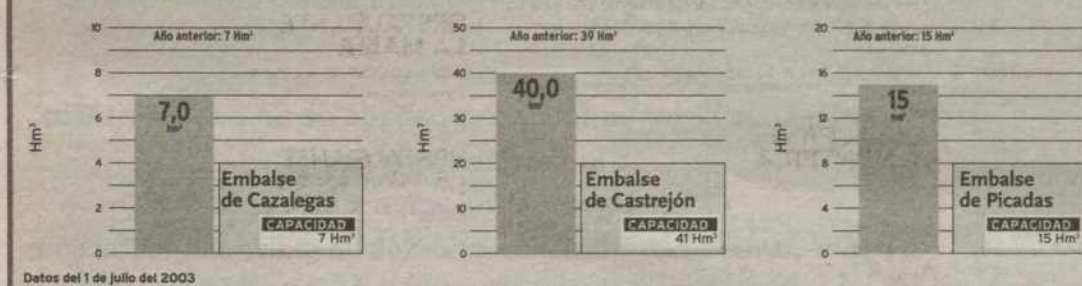 Año anterior: 7 Hm³
10
8
6
4
2
0
Hm³
7,0
hm³
Embalse
de Cazalegas
CAPACIDAD
7 Hm³
Año anterior: 39 Hm³
50
40
30
20
10
0
Hm³
40,0
hm³
Embalse
de Castrejón
CAPACIDAD
41 Hm³
Año anterior: 15 Hm³
20
16
12
8
4
0
Hm³
15
hm³
Embalse
de Picadas
CAPACIDAD
15 Hm³
Datos del 1 de julio del 2003